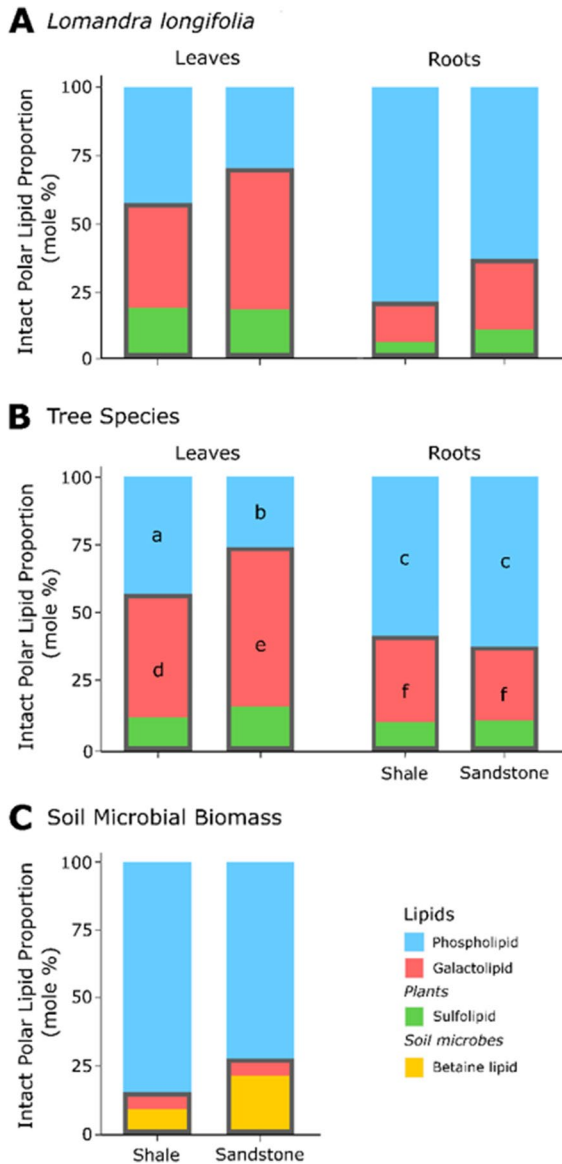 A Lomandra longifolia
Leaves Roots
100
75
50
25
0
Intact Polar Lipid Proportion
(mole %)
B Tree Species
Leaves Roots
100
75
50
25
0
Intact Polar Lipid Proportion
(mole %)
a
b
c
c
d
e
f
f
Shale Sandstone
C Soil Microbial Biomass
100
75
50
25
0
Intact Polar Lipid Proportion
(mole %)
Shale Sandstone
Lipids
Phospholipid
Galactolipid
Plants
Sulfolipid
Soil microbes
Betaine lipid